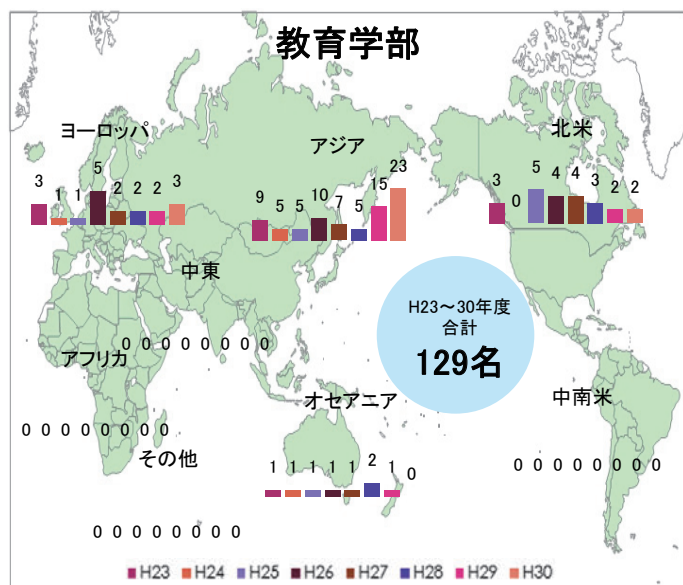 教育学部
ヨーロッパ
3 1 1 5 2 2 2 3
アジア
9 5 5 10 7 5 15 23
北米
3 0 5 4 4 3 2 2
中東
0 0 0 0 0 0 0 0
H23～30年度
合計
129名
アフリカ
0 0 0 0 0 0 0 0
オセアニア
1 1 1 1 1 2 1 0
中南米
0 0 0 0 0 0 0 0
その他
0 0 0 0 0 0 0 0
H23 H24 H25 H26 H27 H28 H29 H30